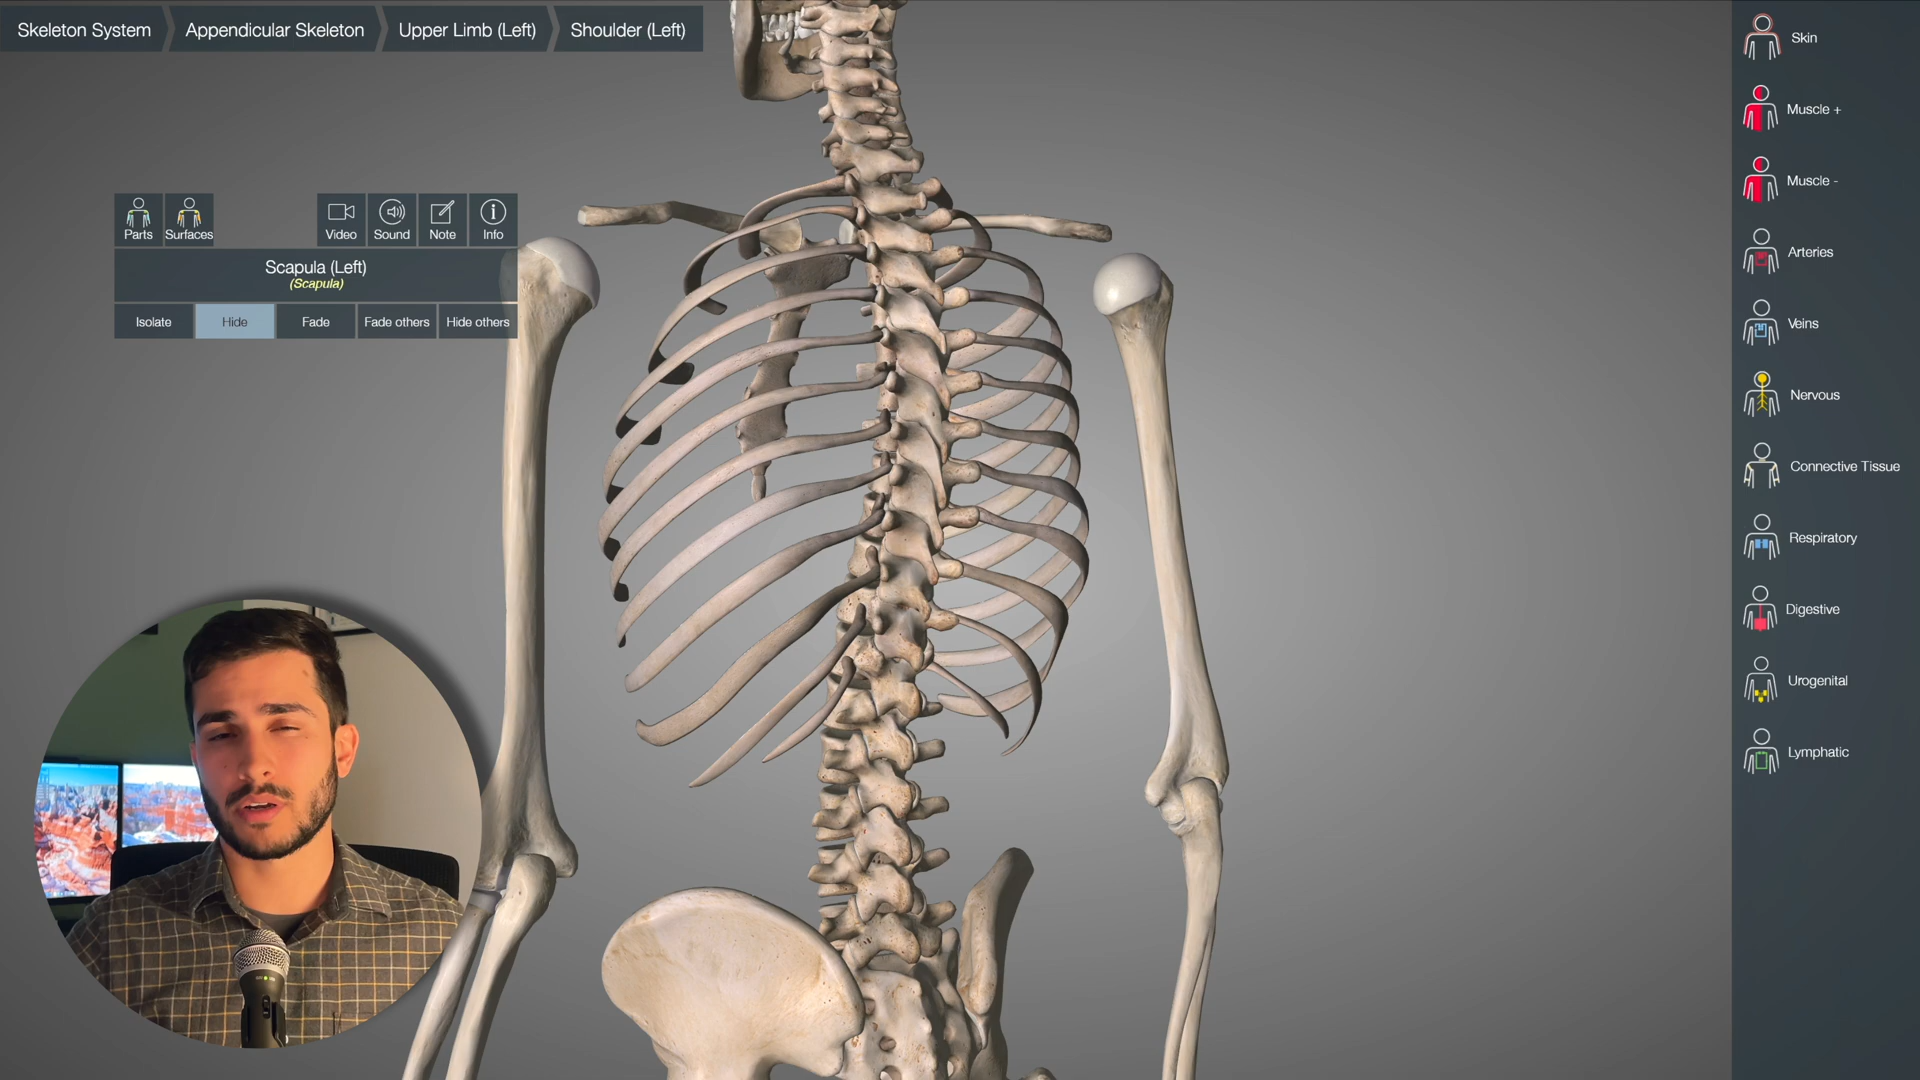 Skeleton System
Appendicular Skeleton
Upper Limb (Left)
Shoulder (Left)
Parts
Surfaces
Video
Sound
Note
Info
Scapula (Left)
(Scapula)
Isolate
Hide
Fade
Fade others
Hide others
Skin
Muscle +
Muscle -
Arteries
Veins
Nervous
Connective Tissue
Respiratory
Digestive
Urogenital
Lymphatic